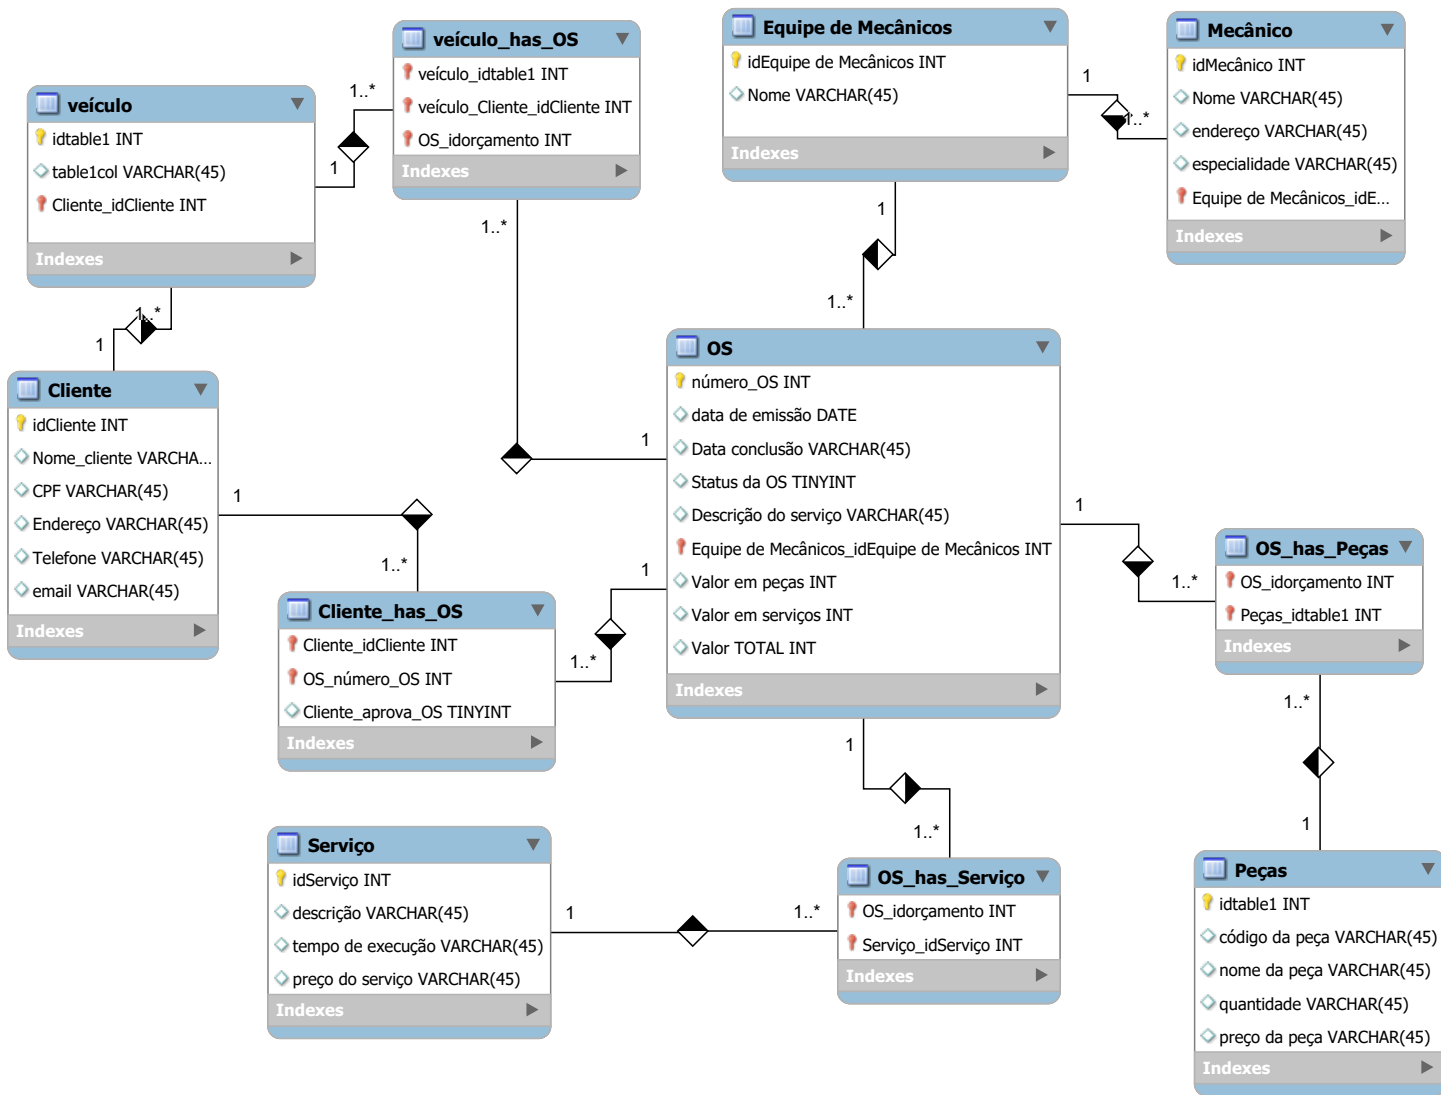 veículo_has_OS
veículo_idtable1 INT
veículo_Cliente_idCliente INT
OS_idorçamento INT
Indexes
Equipe de Mecânicos
idEquipe de Mecânicos INT
Nome VARCHAR(45)
Indexes
Mecânico
idMecânico INT
Nome VARCHAR(45)
endereço VARCHAR(45)
especialidade VARCHAR(45)
Equipe de Mecânicos_idE...
Indexes
1
1..*
veículo
idtable1 INT
table1col VARCHAR(45)
Cliente_idCliente INT
Indexes
1..*
1
1..*
1
1..*
1..*
1
Cliente
idCliente INT
Nome_cliente VARCHA...
CPF VARCHAR(45)
Endereço VARCHAR(45)
Telefone VARCHAR(45)
email VARCHAR(45)
Indexes
OS
número_OS INT
data de emissão DATE
Data conclusão VARCHAR(45)
Status da OS TINYINT
Descrição do serviço VARCHAR(45)
Equipe de Mecânicos_idEquipe de Mecânicos INT
Valor em peças INT
Valor em serviços INT
Valor TOTAL INT
Indexes
1
1
1..*
1
1..*
1
1..*
Cliente_has_OS
Cliente_idCliente INT
OS_número_OS INT
Cliente_aprova_OS TINYINT
Indexes
OS_has_Peças
OS_idorçamento INT
Peças_idtable1 INT
Indexes
1..*
1
1
1..*
Serviço
idServiço INT
descrição VARCHAR(45)
tempo de execução VARCHAR(45)
preço do serviço VARCHAR(45)
Indexes
1
1..*
OS_has_Serviço
OS_idorçamento INT
Serviço_idServiço INT
Indexes
Peças
idtable1 INT
código da peça VARCHAR(45)
nome da peça VARCHAR(45)
quantidade VARCHAR(45)
preço da peça VARCHAR(45)
Indexes